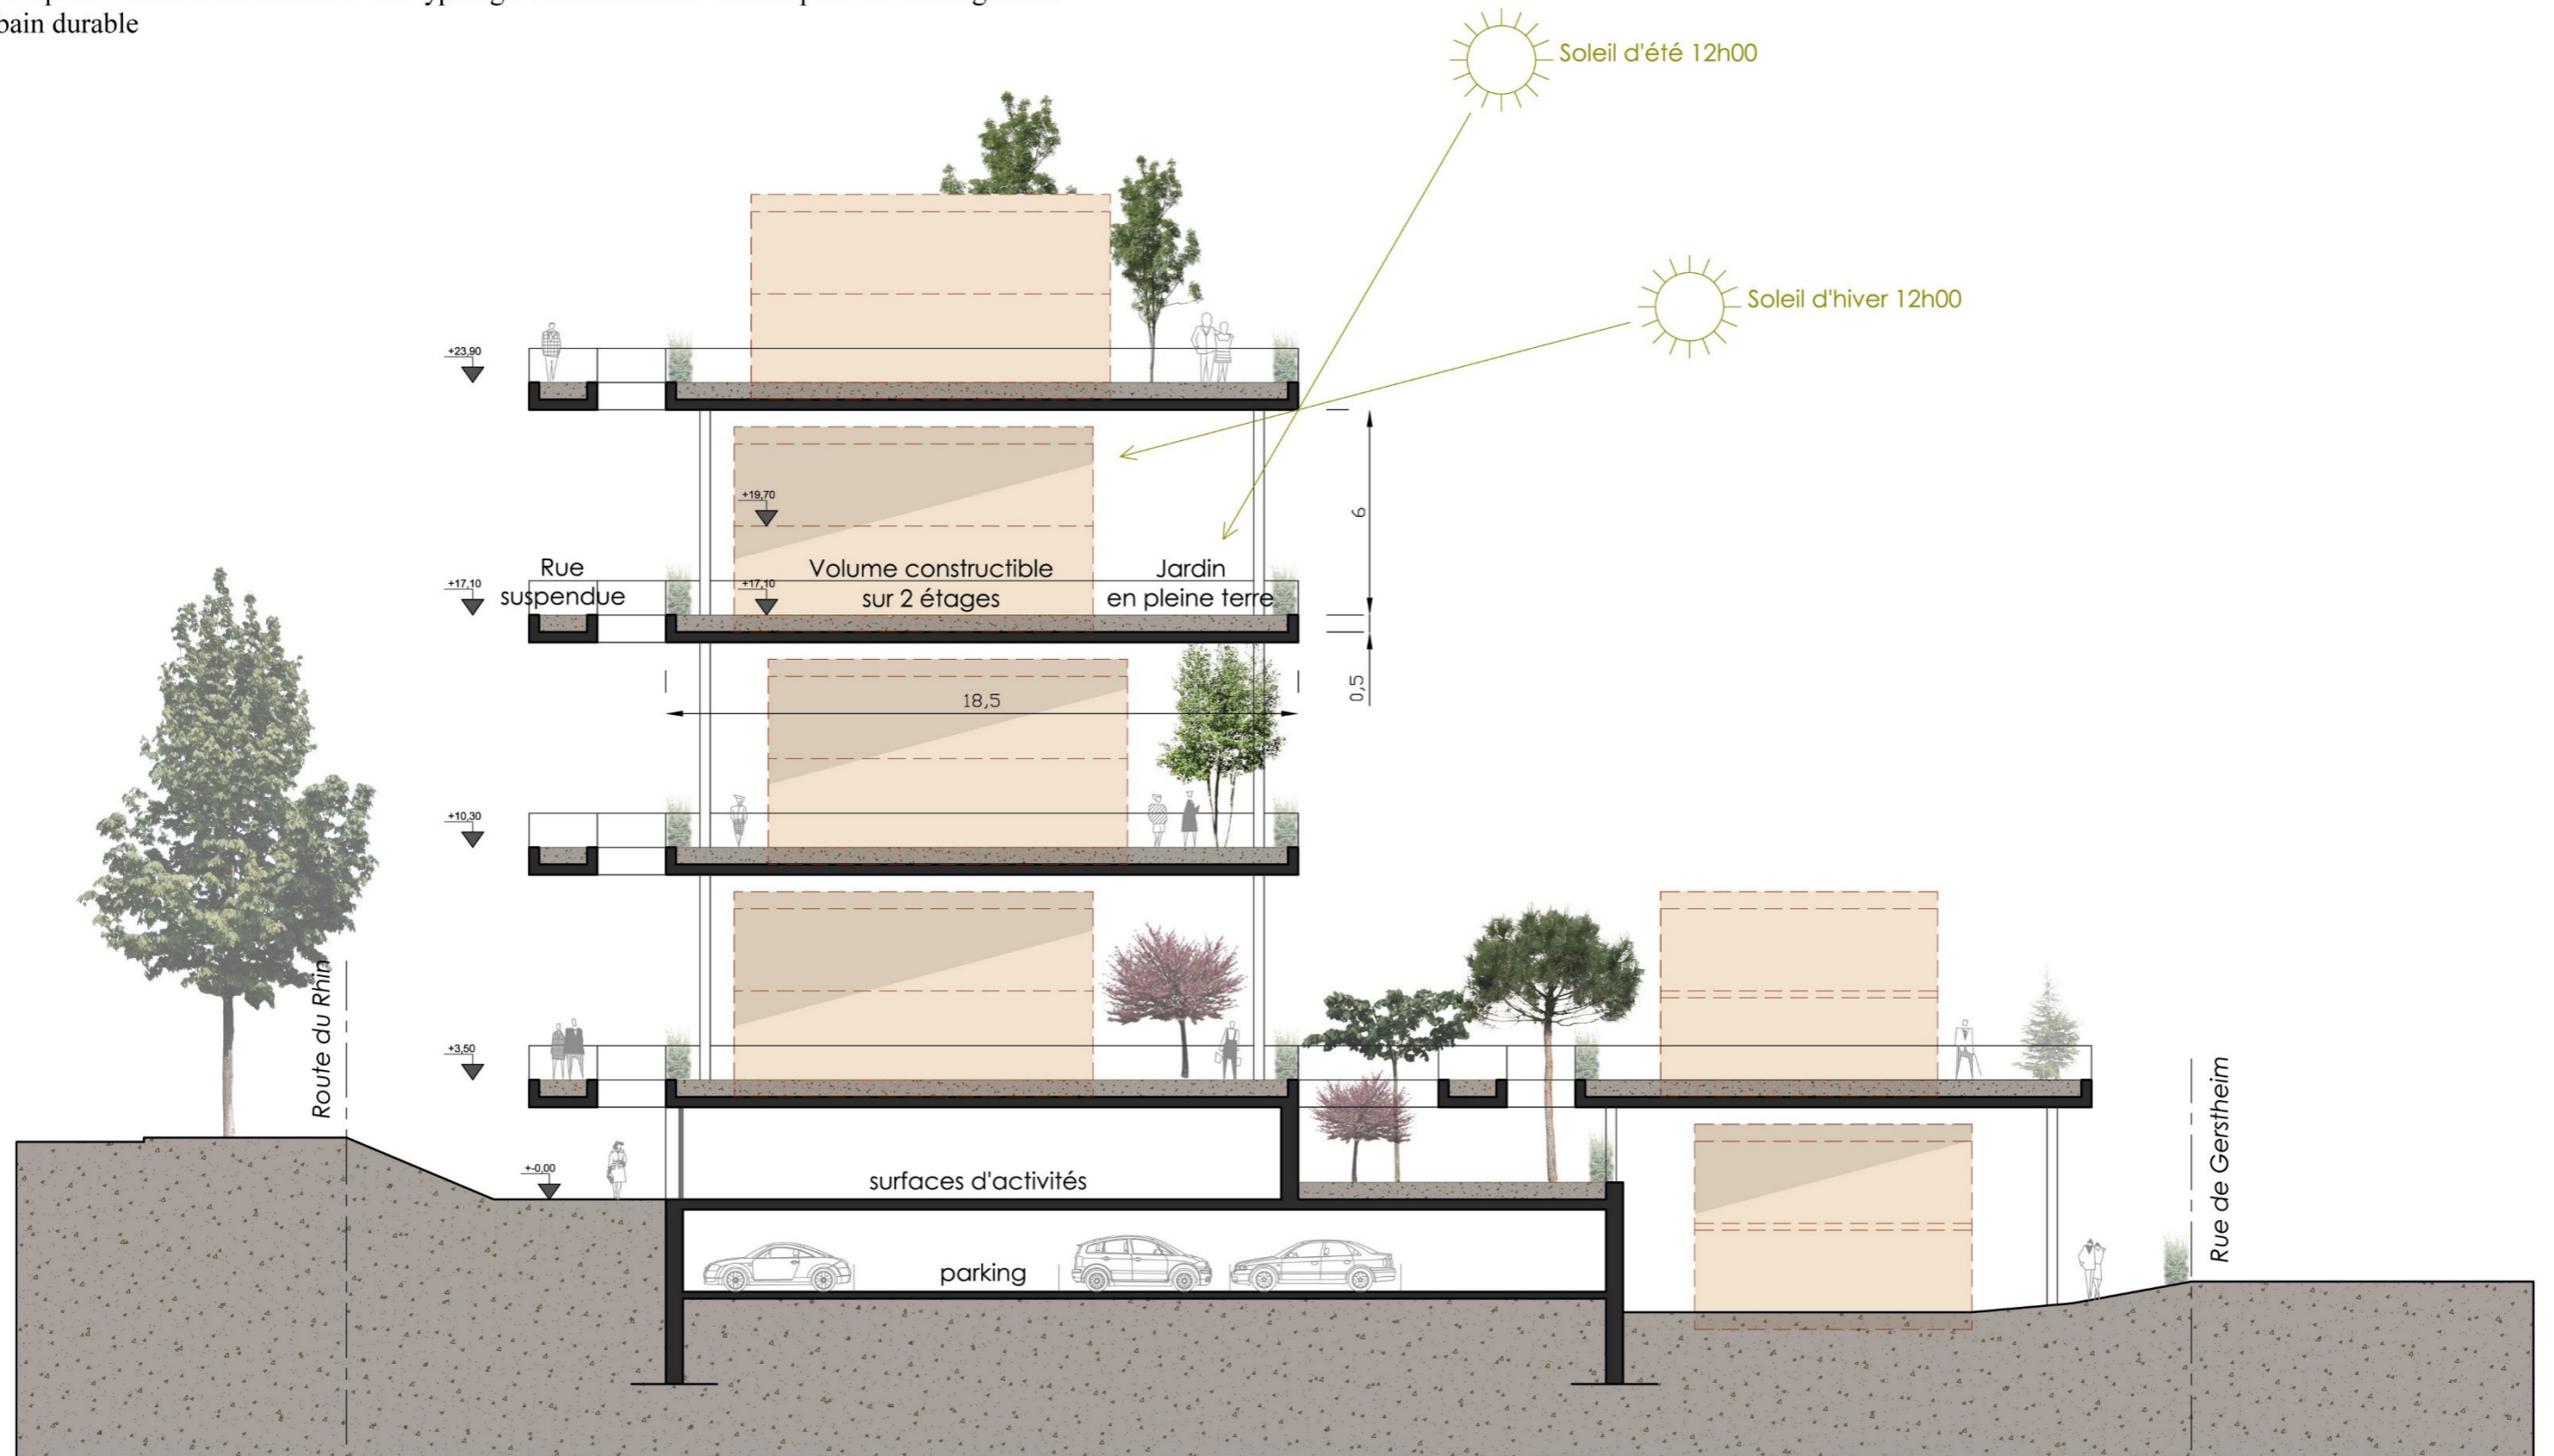 bain durable
Soleil d'été 12h00
Soleil d'hiver 12h00
+23,90
+19,70
6
Rue
suspendue
Volume constructible
sur 2 étages
Jardin
en pleine terre
+17,10
+17,10
0,5
18,5
+10,30
Route du Rhin
+3,50
Rue de Gerstheim
+-0,00
surfaces d'activités
parking